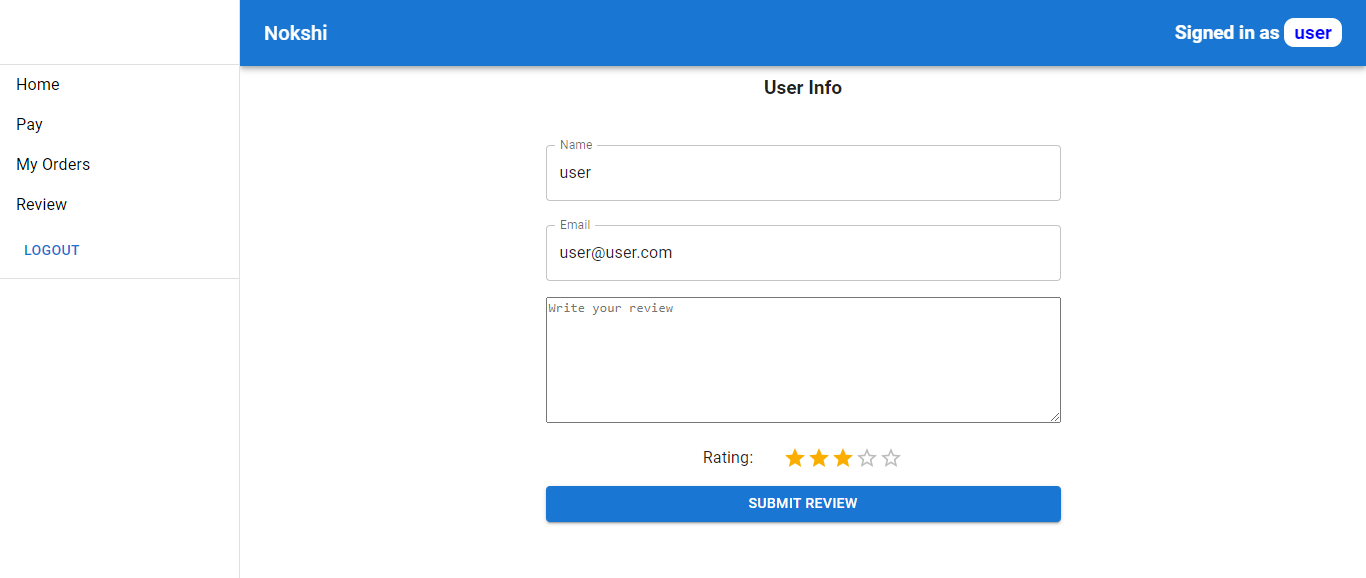 Nokshi
Signed in as user
Home
Pay
My Orders
Review
LOGOUT
User Info
Name
user
Email
user@user.com
Write your review
Rating:
SUBMIT REVIEW